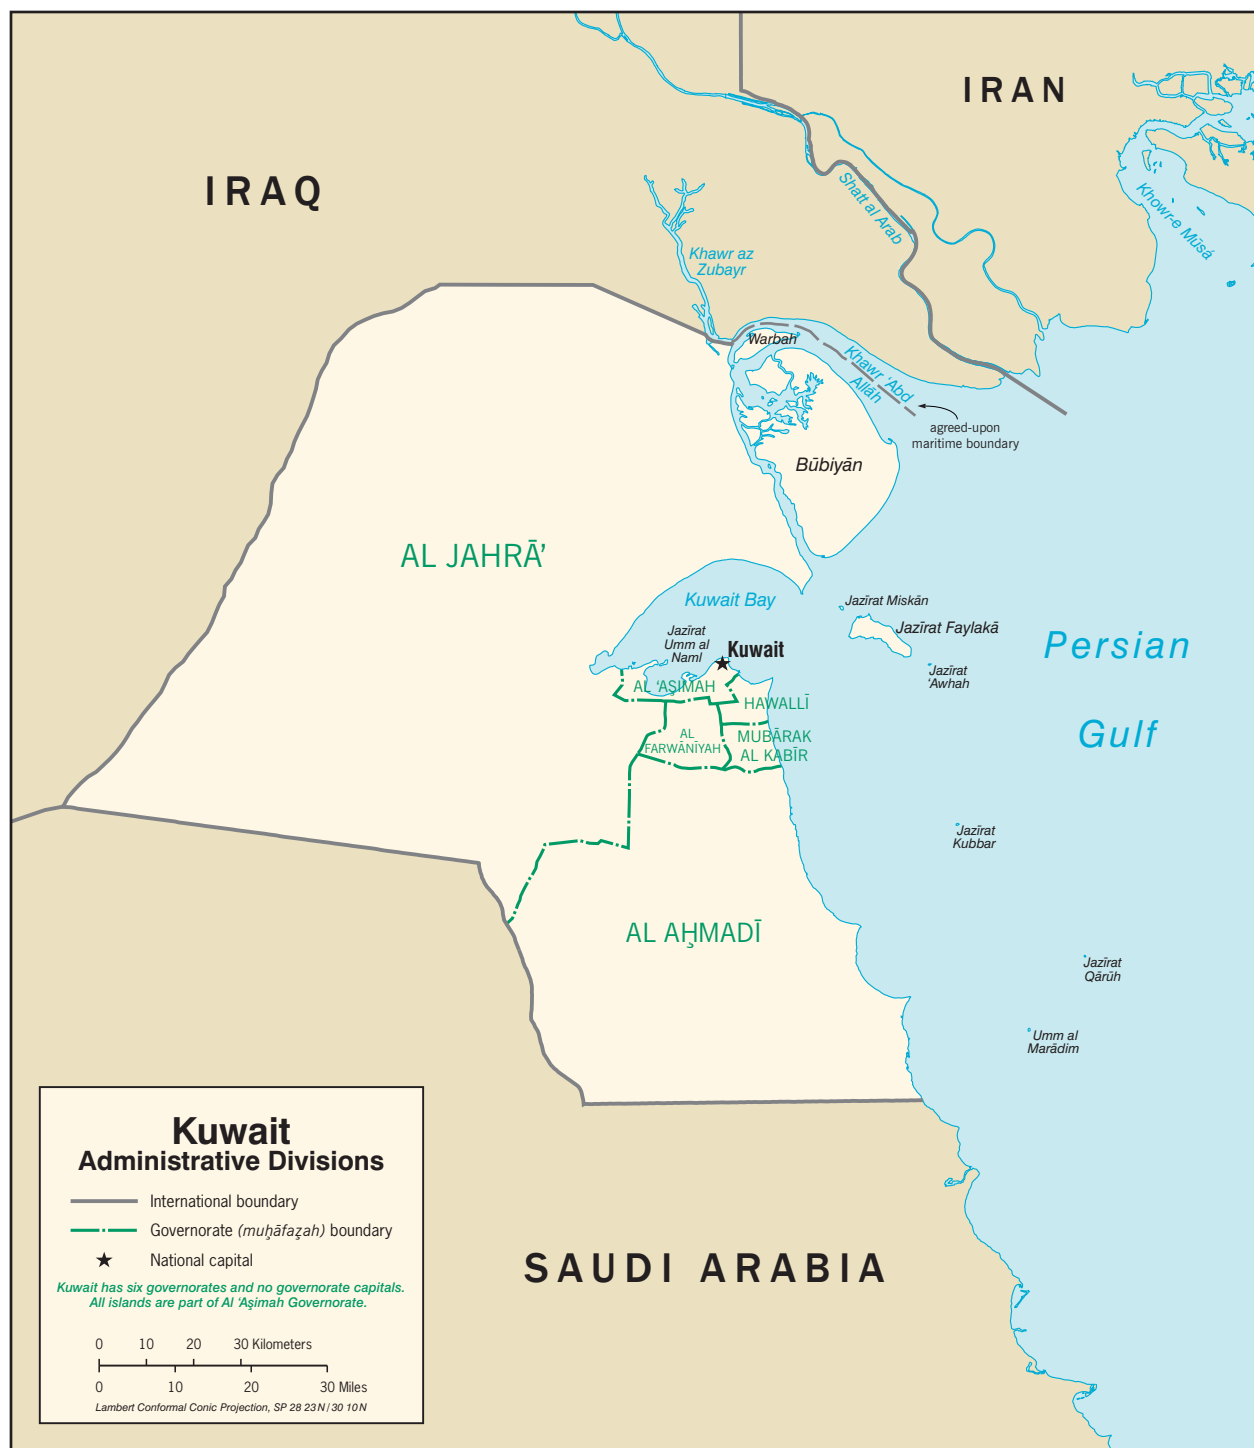 IRAN
IRAQ
Shatt al Arab
Khowr-e Mūsá
Khawr az
Zubayr
Warbah
Khawr ‘Abd
Allāh
agreed-upon
maritime boundary
Būbiyān
AL JAHRĀ’
Kuwait Bay
Jazīrat Miskān
Jazīrat Faylakā
Jazīrat
Umm al
Naml
Kuwait
Persian
Gulf
Jazīrat
‘Awhah
AL ‘AŞIMAH
HAWALLĪ
AL
FARWĀNĪYAH
MUBĀRAK
AL KABĪR
Jazīrat
Kubbar
AL AḨMADĪ
Jazīrat
Qārūh
Umm al
Marādim
SAUDI ARABIA
Kuwait
Administrative Divisions
International boundary
Governorate (muḩāfaz̧ah) boundary
National capital
Kuwait has six governorates and no governorate capitals.
All islands are part of Al ‘Aşimah Governorate.
0 10 20 30 Kilometers
0 10 20 30 Miles
Lambert Conformal Conic Projection, SP 28 23 N / 30 10 N